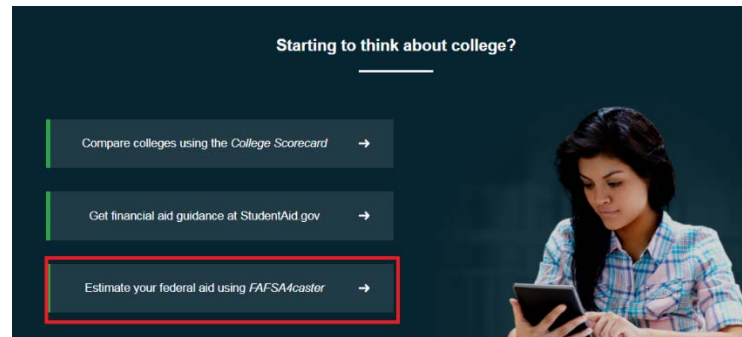 Starting to think about college?
Compare colleges using the College Scorecard →
Get financial aid guidance at StudentAid.gov →
Estimate your federal aid using FAFSA4caster →